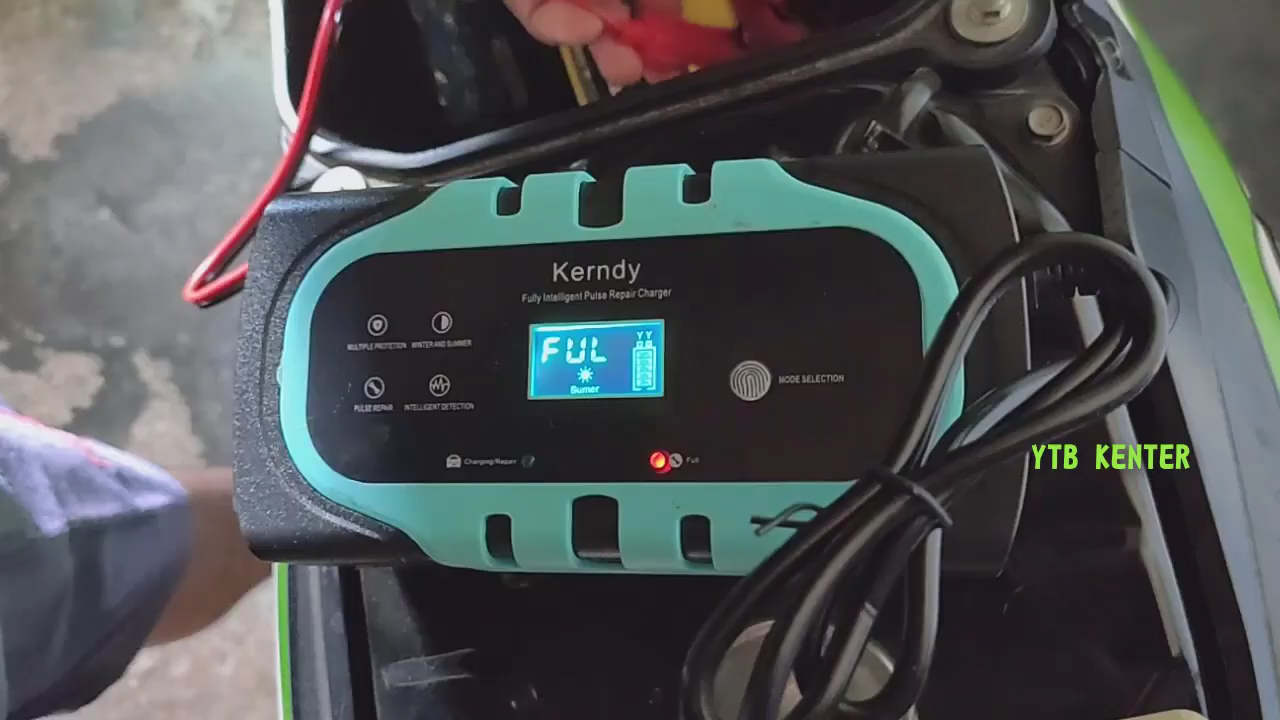 Kerndy
Fully Intelligent Pulse Repair Charger
MULTIPLE PROTECTION
WINTER AND SUMMER
FUL
Sumer
PULSE REPAIR
INTELLIGENT DETECTION
MODE SELECTION
Charging/Repair
Full
YTB KENTER